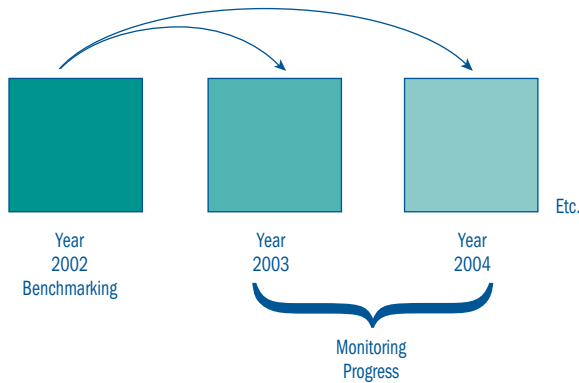 Etc.
Year
2002
Benchmarking
Year
2003
Year
2004
Monitoring
Progress